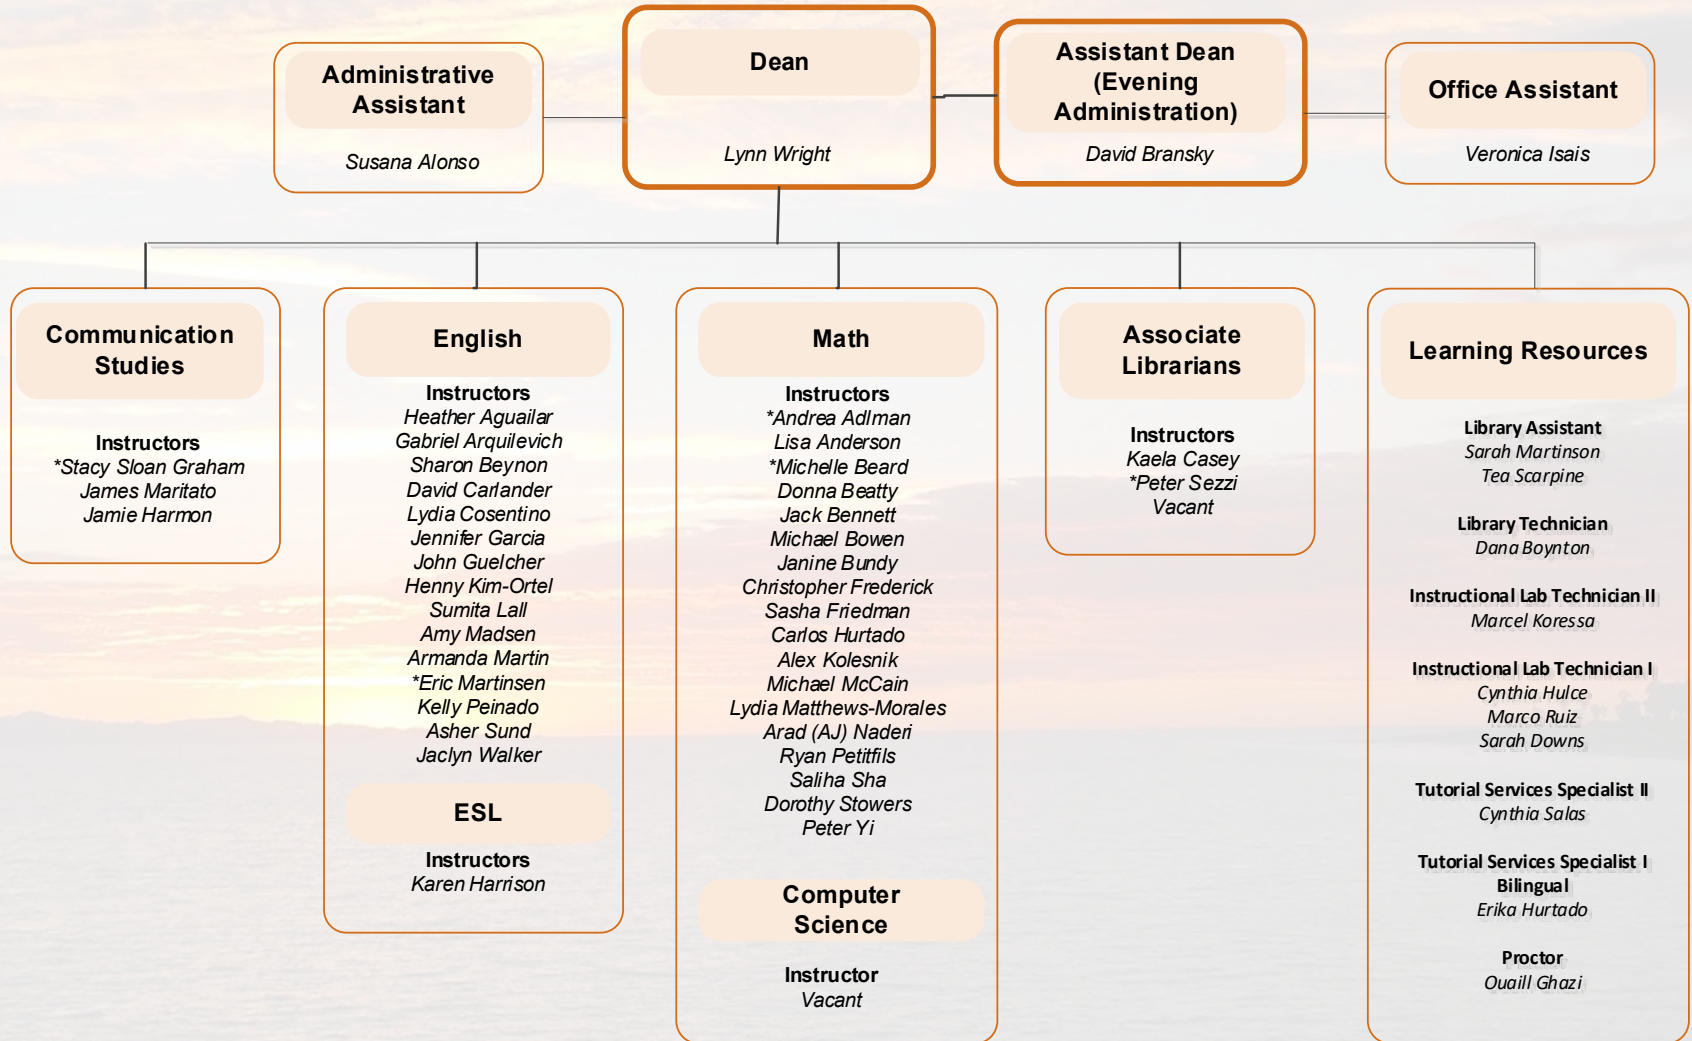 Administrative
Assistant
Susana Alonso
Dean
Lynn Wright
Assistant Dean
(Evening
Administration)
David Bransky
Office Assistant
Veronica Isais
Communication
Studies
Instructors
*Stacy Sloan Graham
James Maritato
Jamie Harmon
English
Instructors
Heather Aguailar
Gabriel Arquilevich
Sharon Beynon
David Carlander
Lydia Cosentino
Jennifer Garcia
John Guelcher
Henny Kim-Ortel
Sumita Lall
Amy Madsen
Armanda Martin
*Eric Martinsen
Kelly Peinado
Asher Sund
Jaclyn Walker
ESL
Instructors
Karen Harrison
Math
Instructors
*Andrea Adlman
Lisa Anderson
*Michelle Beard
Donna Beatty
Jack Bennett
Michael Bowen
Janine Bundy
Christopher Frederick
Sasha Friedman
Carlos Hurtado
Alex Kolesnik
Michael McCain
Lydia Matthews-Morales
Arad (AJ) Naderi
Ryan Petitfils
Saliha Sha
Dorothy Stowers
Peter Yi
Computer
Science
Instructor
Vacant
Associate
Librarians
Instructors
Kaela Casey
*Peter Sezzi
Vacant
Learning Resources
Library Assistant
Sarah Martinson
Tea Scarpine
Library Technician
Dana Boynton
Instructional Lab Technician II
Marcel Koressa
Instructional Lab Technician I
Cynthia Hulce
Marco Ruiz
Sarah Downs
Tutorial Services Specialist II
Cynthia Salas
Tutorial Services Specialist I
Bilingual
Erika Hurtado
Proctor
Ouaill Ghazi